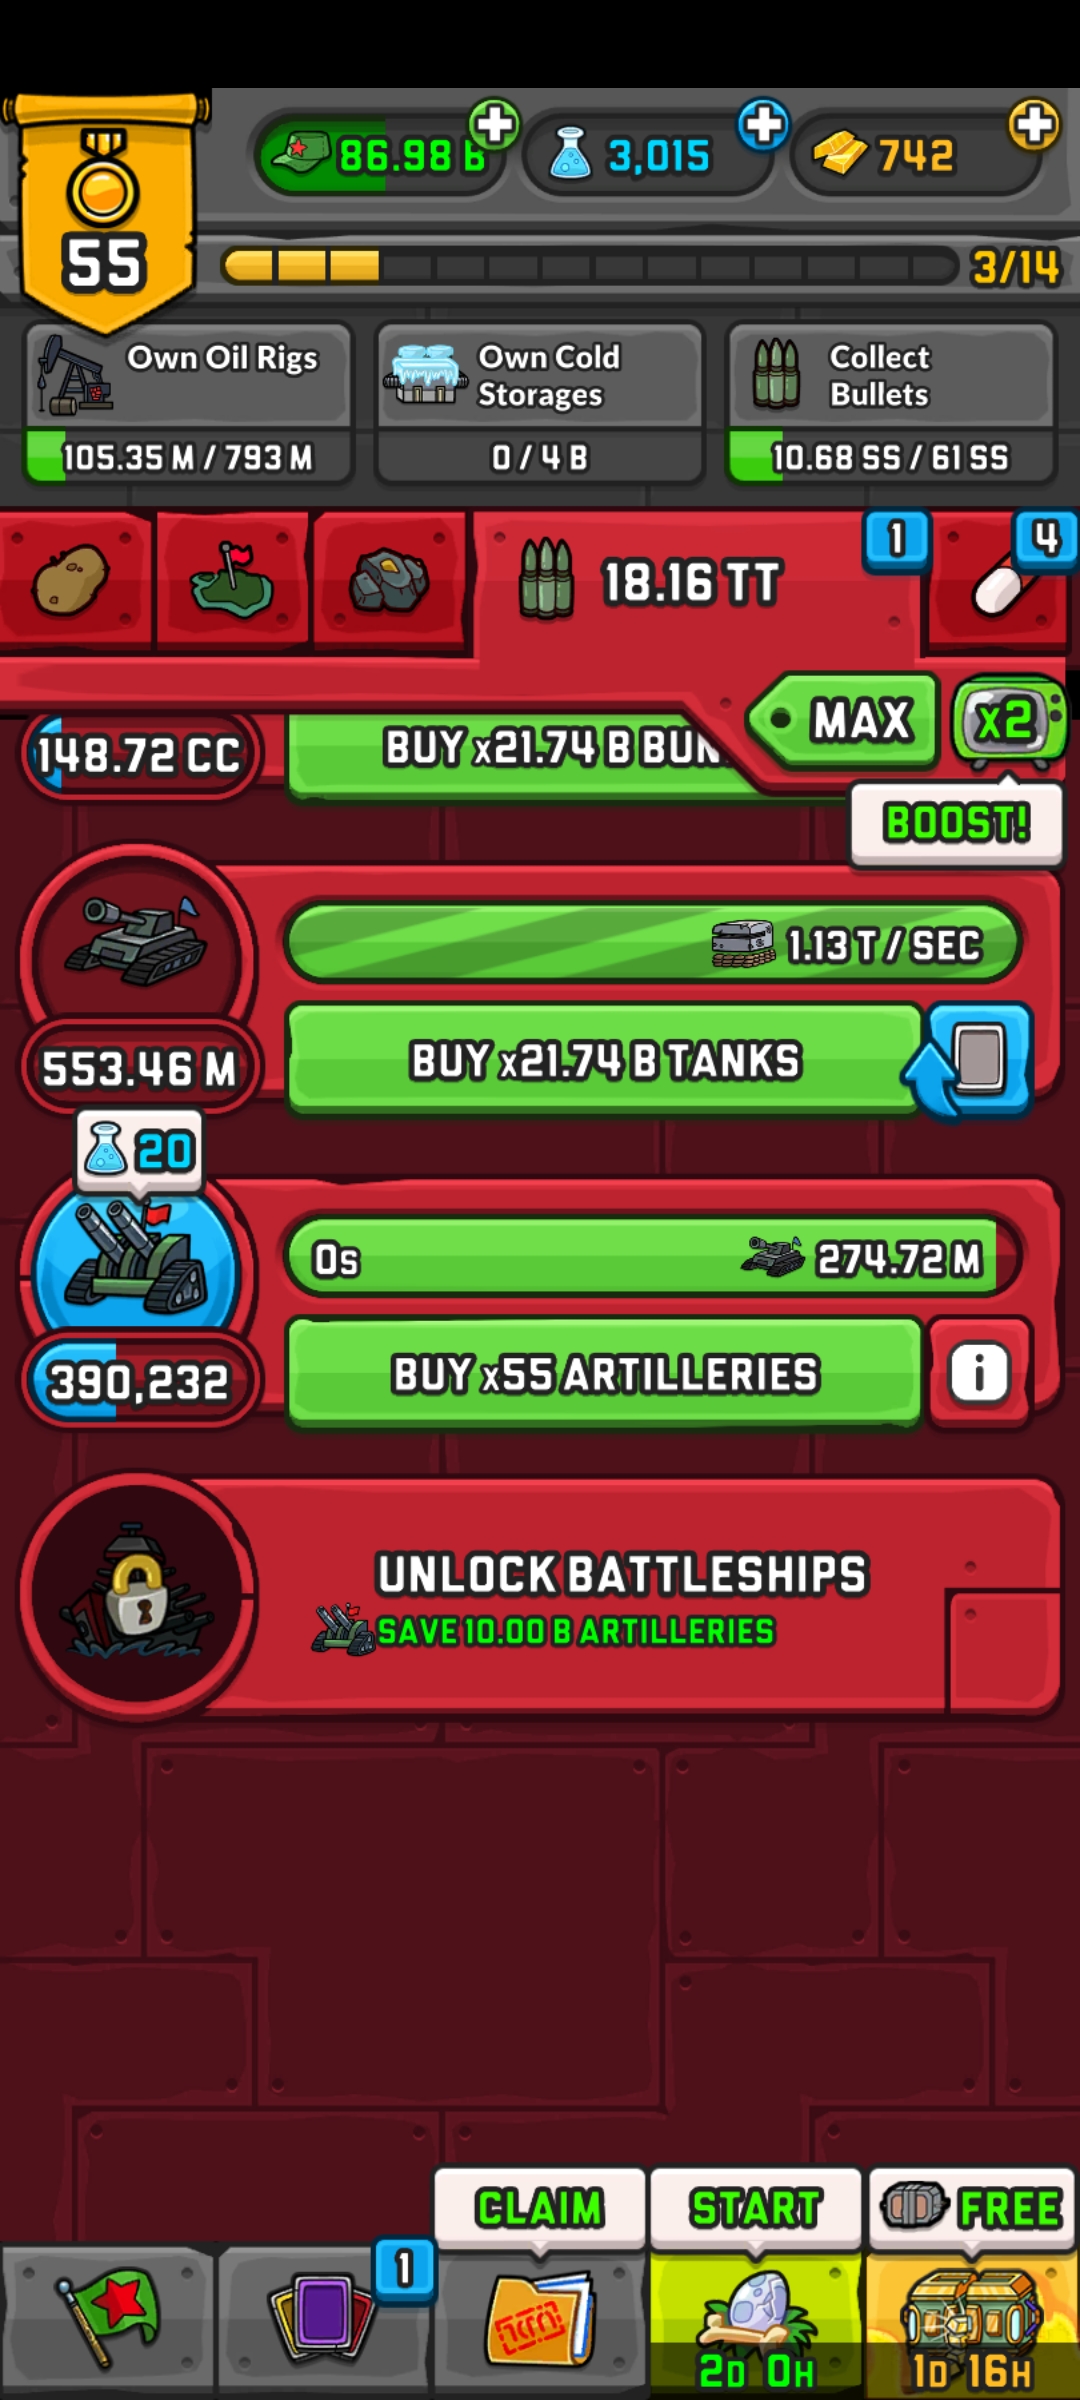 86.98 B
3,015
742
55
3/14
Own Oil Rigs
105.35 M / 793 M
Own Cold
Storages
0 / 4 B
Collect
Bullets
10.68 SS / 61 SS
18.16 TT
1
4
MAX
x2
BOOST!
148.72 CC
BUY x21.74 B BUN
1.13 T / SEC
553.46 M
BUY x21.74 B TANKS
20
0s
274.72 M
390,232
BUY x55 ARTILLERIES
i
UNLOCK BATTLESHIPS
SAVE 10.00 B ARTILLERIES
CLAIM
START
FREE
1
2D 0H
1D 16H